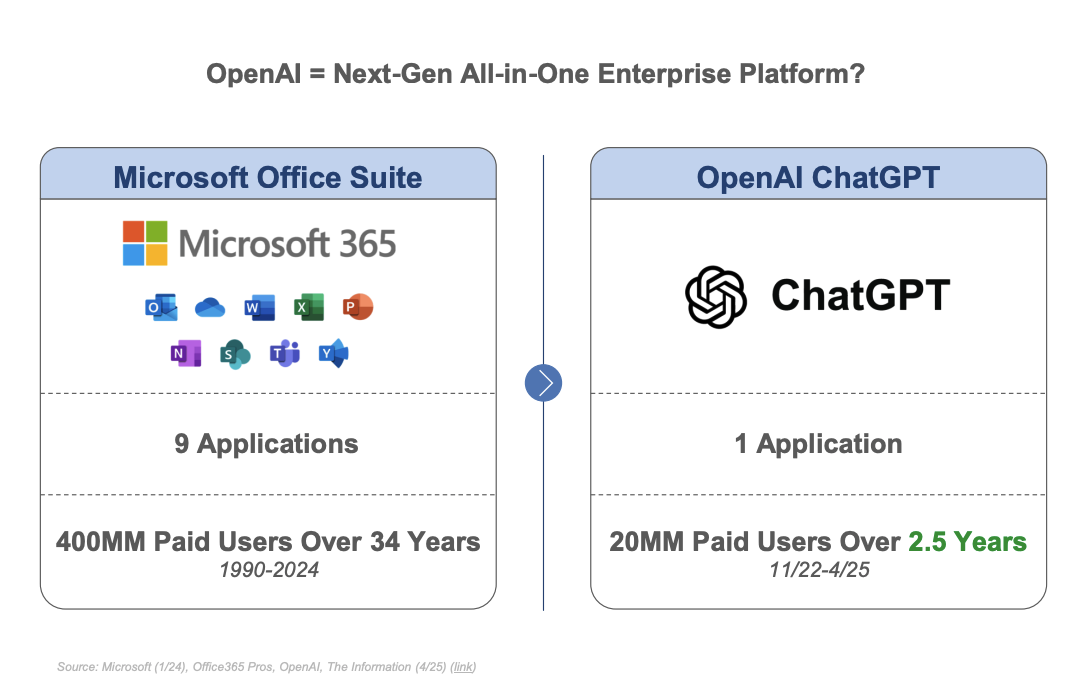 OpenAI = Next-Gen All-in-One Enterprise Platform?
Microsoft Office Suite
Microsoft 365
O
W
X
P
N
S
T
Y
9 Applications
400MM Paid Users Over 34 Years
1990-2024
OpenAI ChatGPT
ChatGPT
1 Application
20MM Paid Users Over 2.5 Years
11/22-4/25
Source: Microsoft (1/24), Office365 Pros, OpenAI, The Information (4/25) (link)